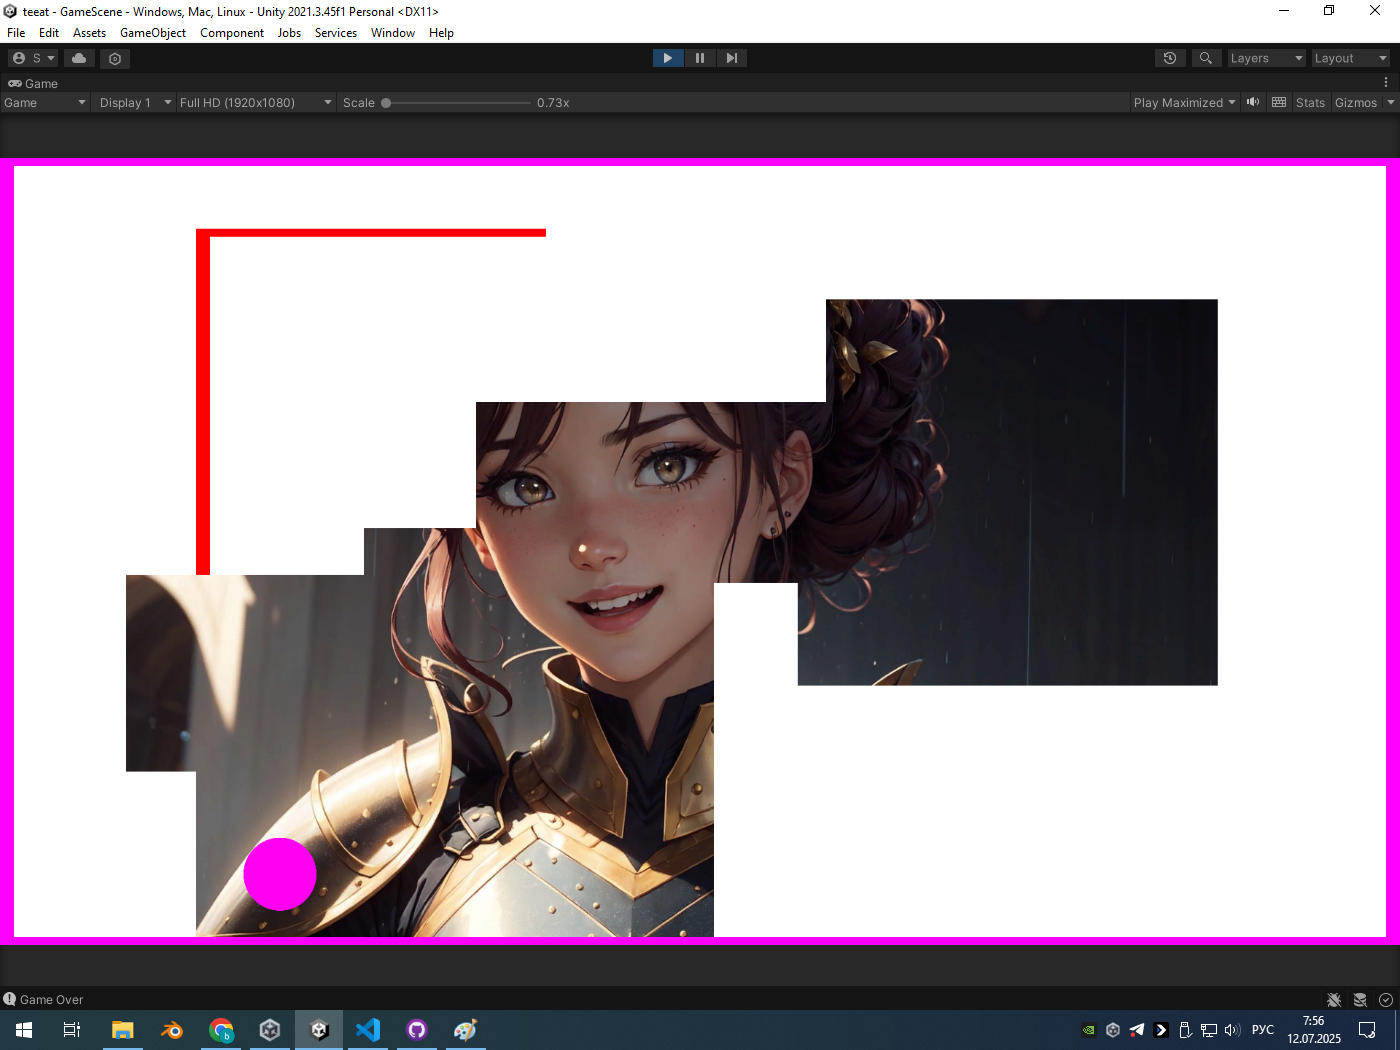 teeat - GameScene - Windows, Mac, Linux - Unity 2021.3.45f1 Personal <DX11>
File Edit Assets GameObject Component Jobs Services Window Help
S Layers Layout
Game
Game Display 1 Full HD (1920x1080) Scale 0.73x Play Maximized Stats Gizmos
Game Over
РУС 7:56
12.07.2025